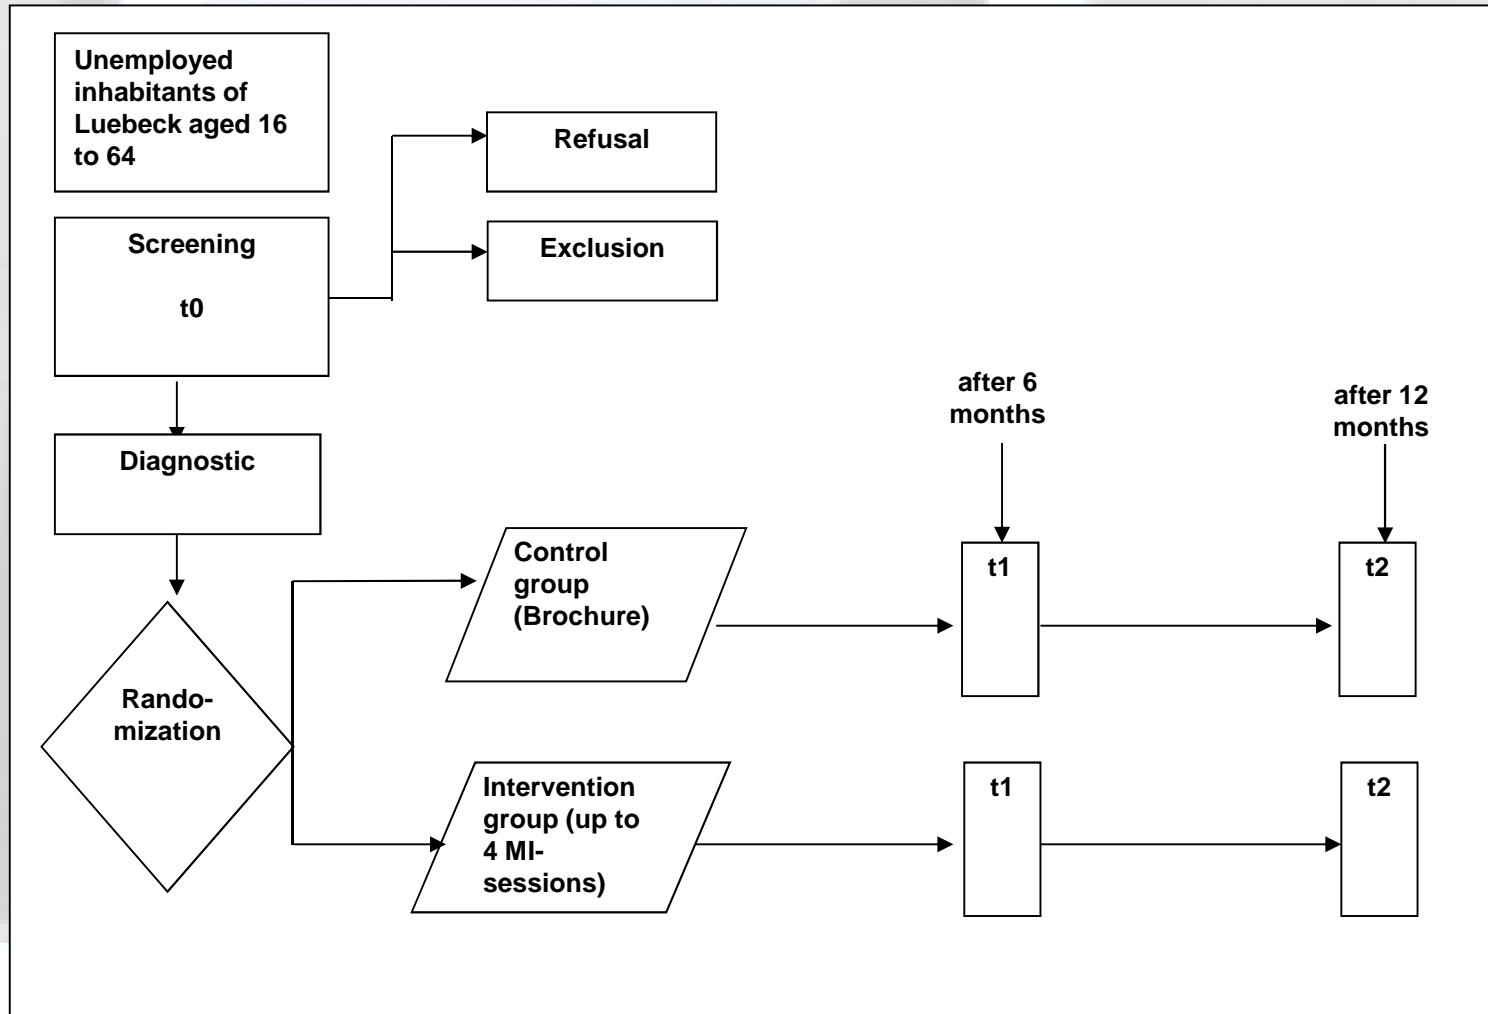 Unemployed
inhabitants of
Luebeck aged 16
to 64
Refusal
Screening
t0
Exclusion
after 6
months
after 12
months
Diagnostic
Control
group
(Brochure)
t1
t2
Rando-
mization
Intervention
group (up to
4 MI-
sessions)
t1
t2